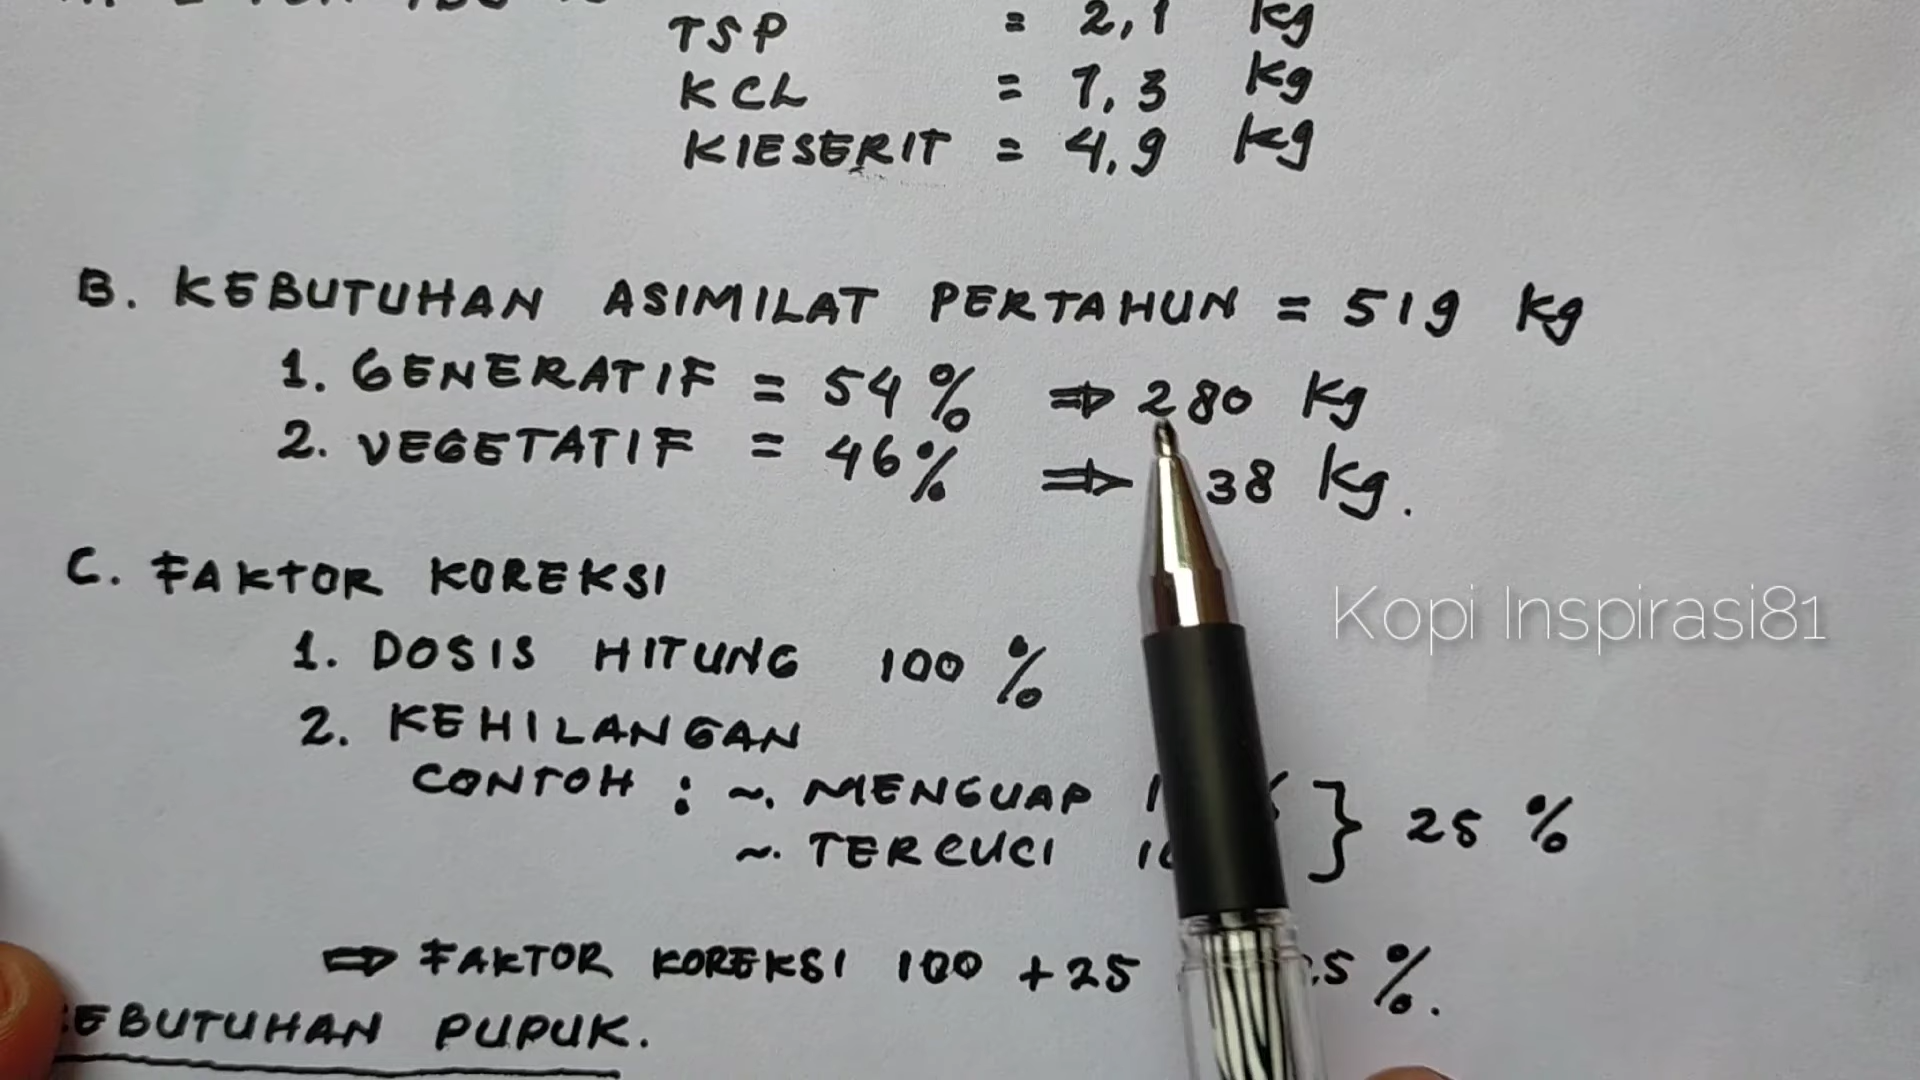 TSP = 2,1 kg
KCL = 7,3 kg
KIESERIT = 4,9 kg
B. KEBUTUHAN ASIMILAT PERTAHUN = 519 kg
1. GENERATIF = 54 % ⇒ 280 kg
2. VEGETATIF = 46% ⇒ 38 kg.
C. FAKTOR KOREKSI
Kopi Inspirasi81
1. DOSIS HITUNG 100 %
2. KEHILANGAN
CONTOH : ~. MENGUAP } 25 %
~. TERCUCI
⇒ FAKTOR KOREKSI 100 + 25 5 %.
EBUTUHAN PUPUK.